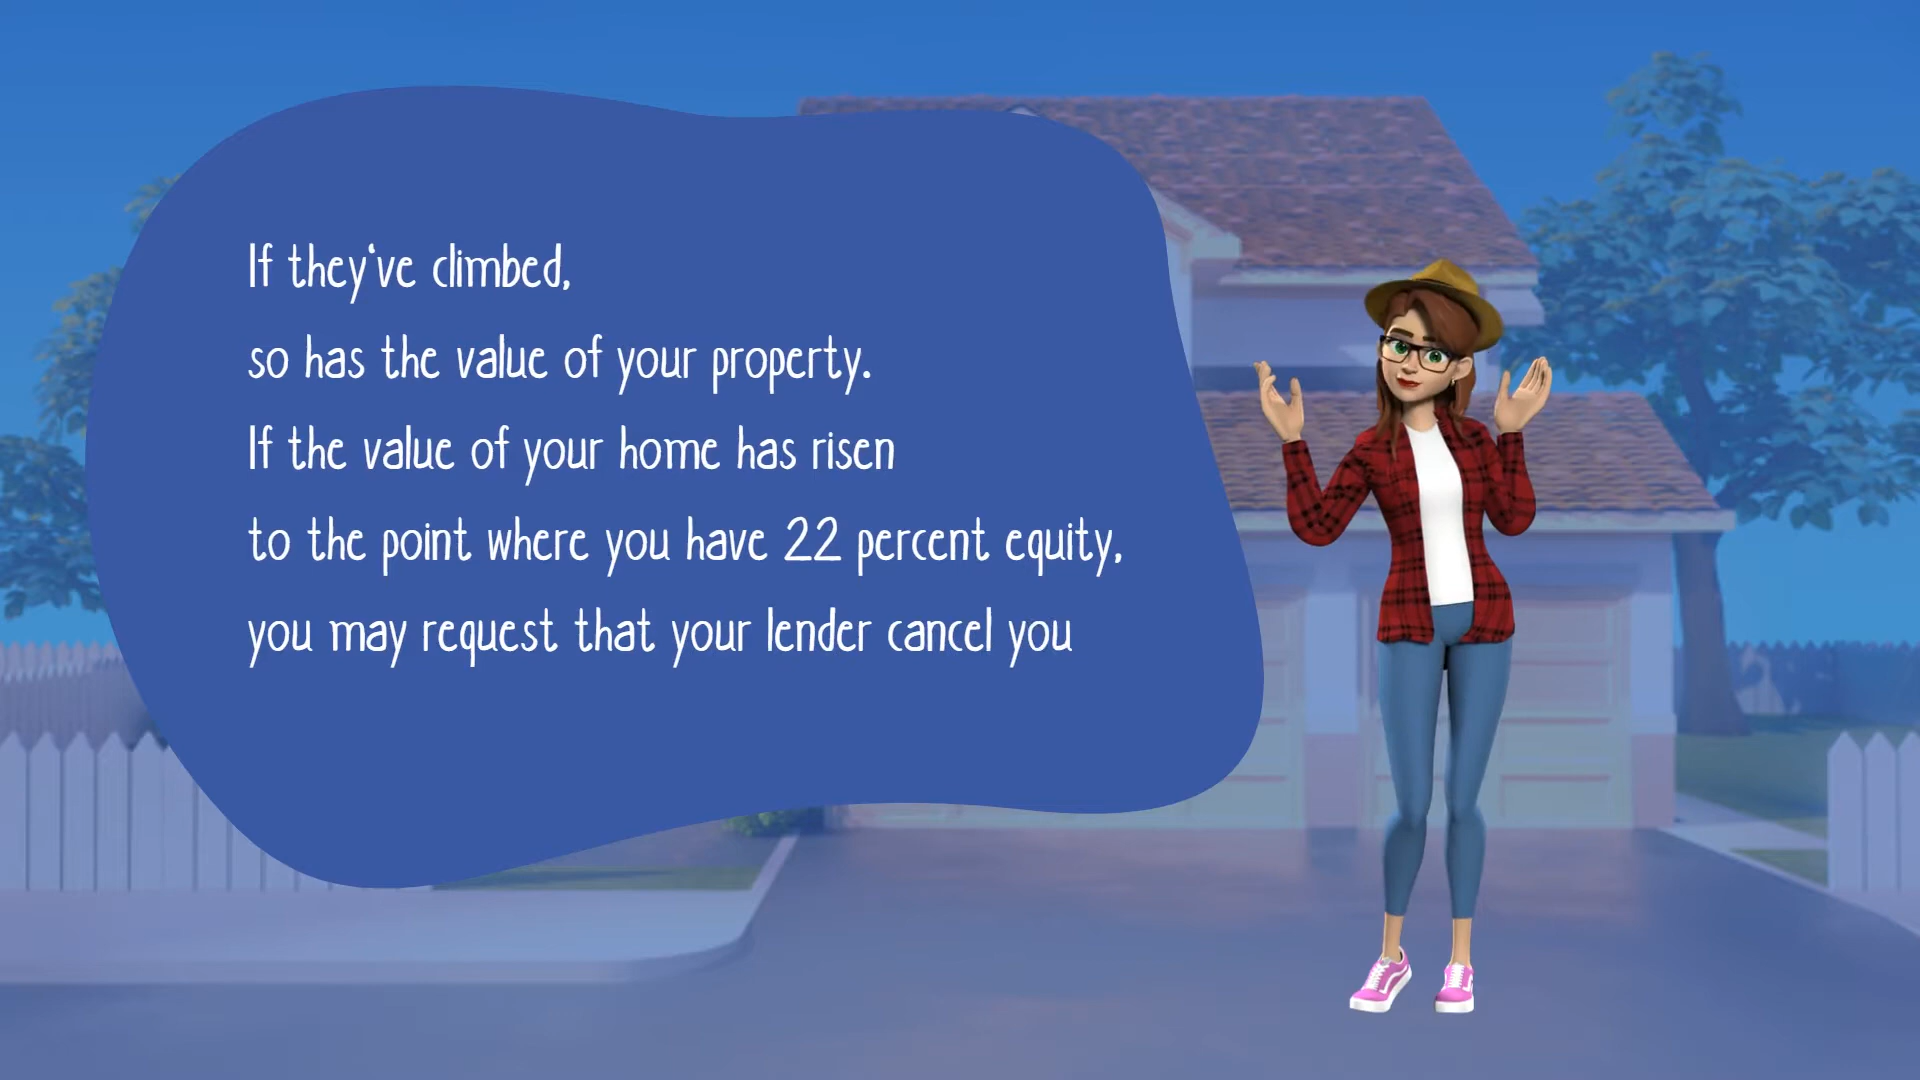 If they've climbed,
so has the value of your property.
If the value of your home has risen
to the point where you have 22 percent equity,
you may request that your lender cancel you